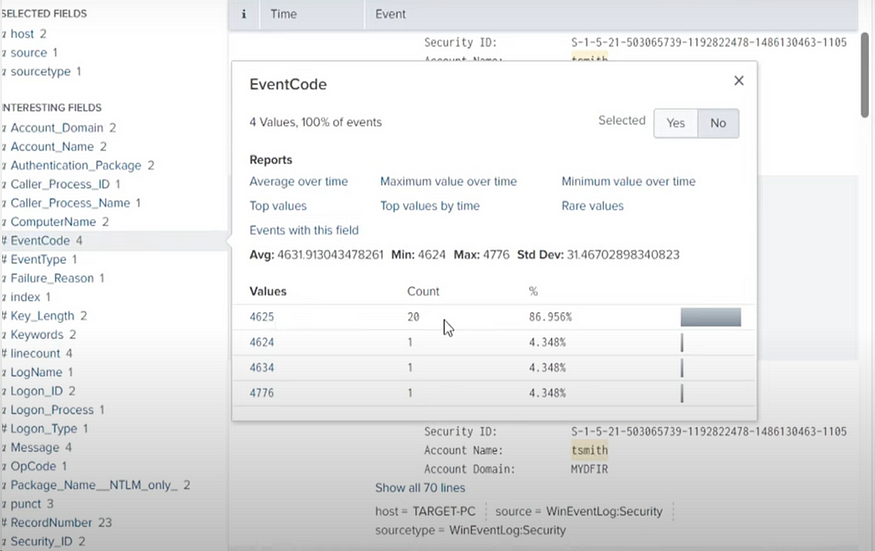 SELECTED FIELDS
host 2
source 1
sourcetype 1
INTERESTING FIELDS
Account_Domain 2
Account_Name 2
Authentication_Package 2
Caller_Process_ID 1
Caller_Process_Name 1
ComputerName 2
# EventCode 4
# EventType 1
Failure_Reason 1
index 1
# Key_Length 2
Keywords 2
# linecount 4
LogName 1
Logon_ID 2
Logon_Process 1
# Logon_Type 1
Message 4
OpCode 1
Package_Name__NTLM_only_ 2
punct 3
# RecordNumber 23
Security_ID 2
i Time Event
Security ID: S-1-5-21-503065739-1192822478-1486130463-1105
Account Name: tsmith
EventCode
4 Values, 100% of events Selected Yes No
Reports
Average over time Maximum value over time Minimum value over time
Top values Top values by time Rare values
Events with this field
Avg: 4631.913043478261 Min: 4624 Max: 4776 Std Dev: 31.46702898340823
Values Count %
4625 20 86.956%
4624 1 4.348%
4634 1 4.348%
4776 1 4.348%
Security ID: S-1-5-21-503065739-1192822478-1486130463-1105
Account Name: tsmith
Account Domain: MYDFIR
Show all 70 lines
host = TARGET-PC source = WinEventLog:Security
sourcetype = WinEventLog:Security